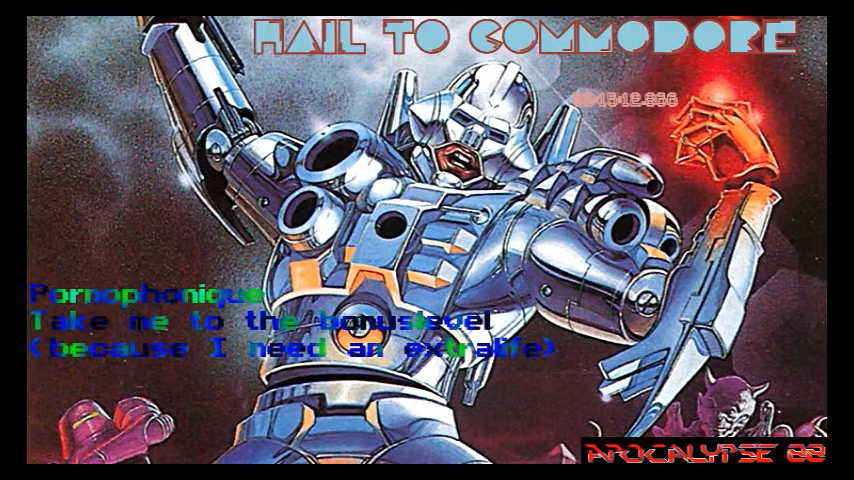 HAIL TO COMMODORE
Pornophonique
Take me to the bonuslevel
(because I need an extralife)
APOCALYPSE 88